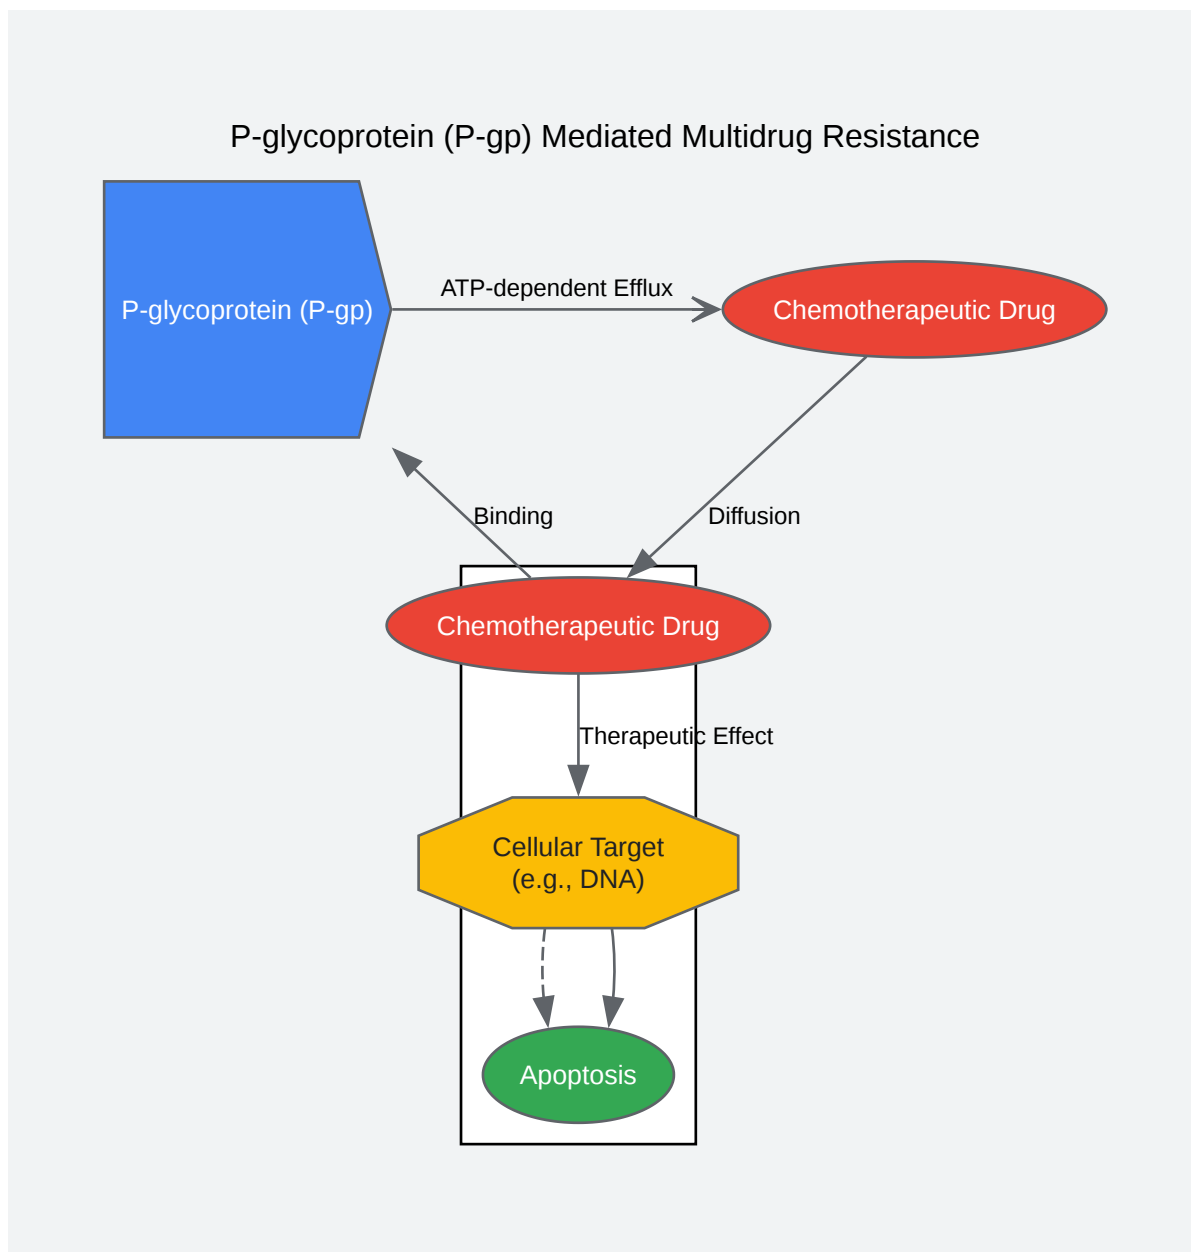 P-glycoprotein (P-gp) Mediated Multidrug Resistance
ATP-dependent Efflux
P-glycoprotein (P-gp)
Chemotherapeutic Drug
Binding
Diffusion
Chemotherapeutic Drug
Therapeutic Effect
Cellular Target
(e.g., DNA)
Apoptosis